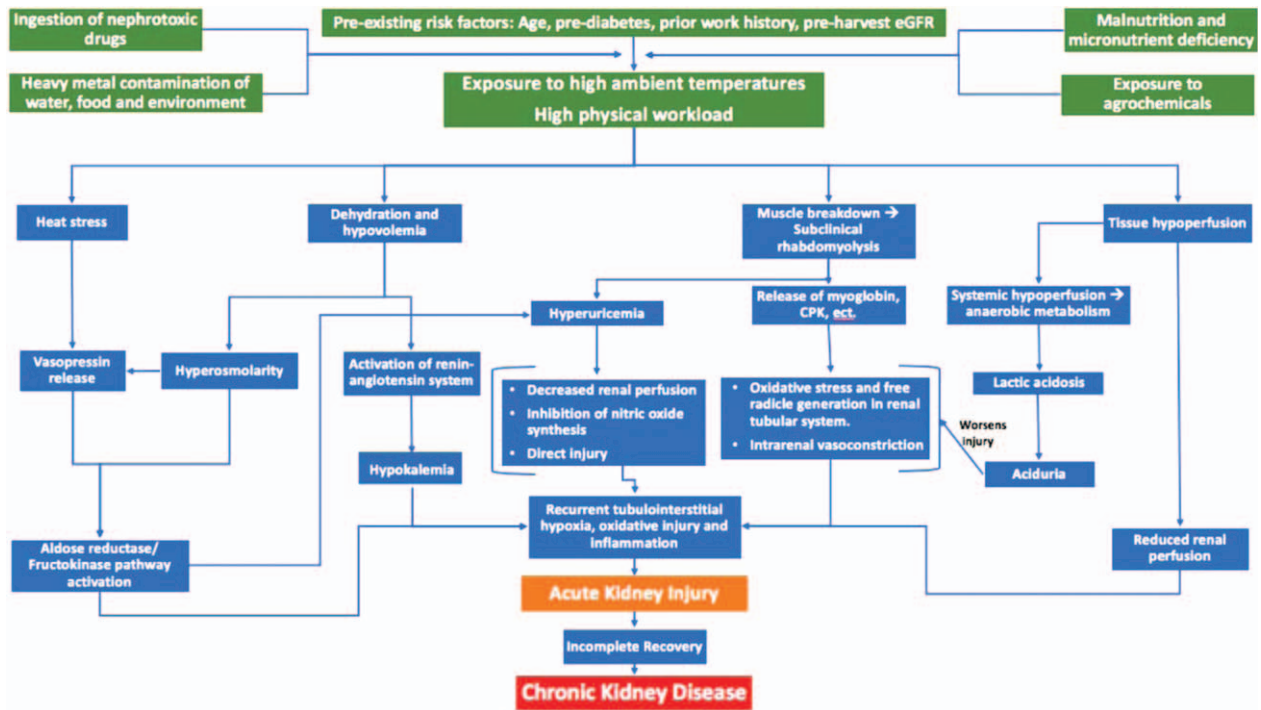 Ingestion of nephrotoxic
drugs
Pre-existing risk factors: Age, pre-diabetes, prior work history, pre-harvest eGFR
Malnutrition and
micronutrient deficiency
Heavy metal contamination of
water, food and environment
Exposure to high ambient temperatures
High physical workload
Exposure to
agrochemicals
Heat stress
Dehydration and
hypovolemia
Muscle breakdown →
Subclinical
rhabdomyolysis
Tissue hypoperfusion
Hyperuricemia
Release of myoglobin,
CPK, ect.
Systemic hypoperfusion →
anaerobic metabolism
Vasopressin
release
Hyperosmolarity
Activation of renin-
angiotensin system
• Decreased renal perfusion
• Inhibition of nitric oxide
synthesis
• Direct injury
• Oxidative stress and free
radicle generation in renal
tubular system.
• Intrarenal vasoconstriction
Lactic acidosis
Worsens
injury
Aciduria
Hypokalemia
Recurrent tubulointerstitial
hypoxia, oxidative injury and
inflammation
Aldose reductase/
Fructokinase pathway
activation
Reduced renal
perfusion
Acute Kidney Injury
Incomplete Recovery
Chronic Kidney Disease